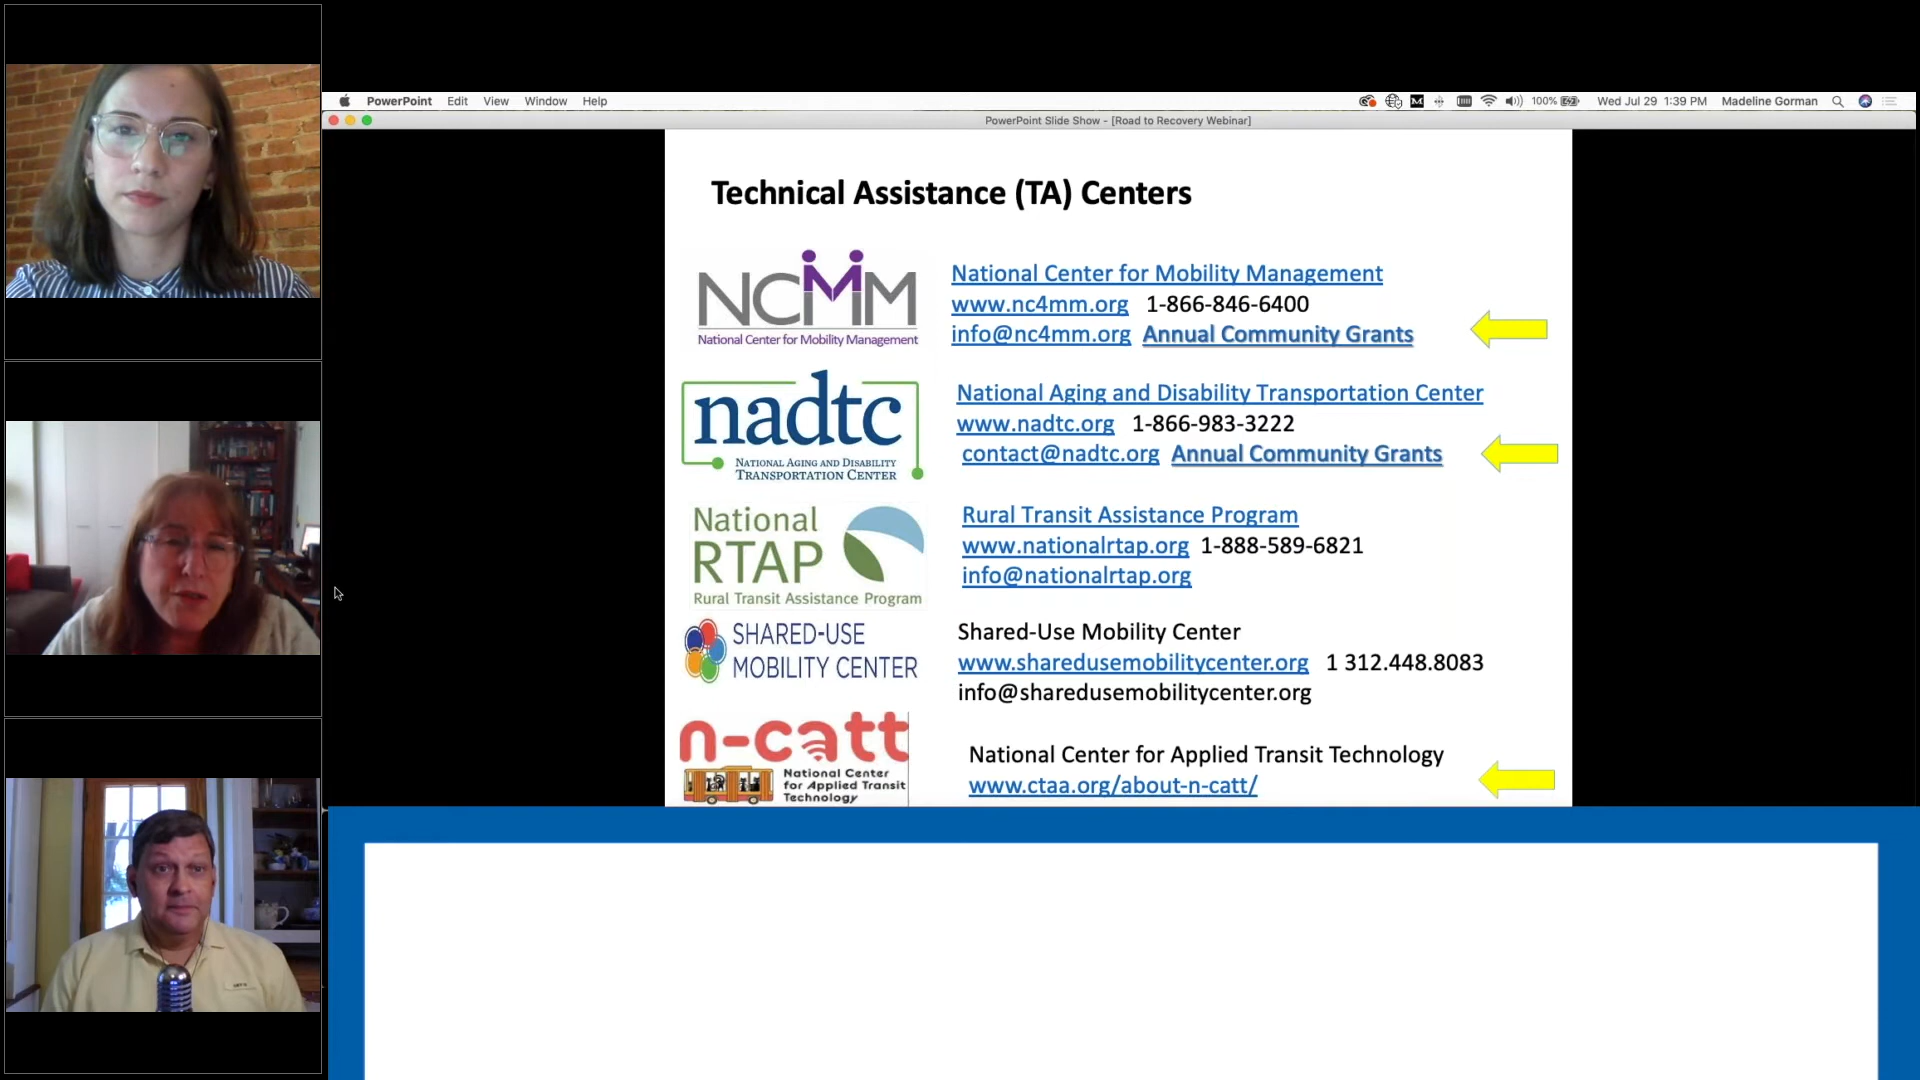 PowerPoint Edit View Window Help
100% Wed Jul 29 1:39 PM Madeline Gorman
PowerPoint Slide Show - [Road to Recovery Webinar]
Technical Assistance (TA) Centers
NCMM
National Center for Mobility Management
National Center for Mobility Management
www.nc4mm.org 1-866-846-6400
info@nc4mm.org Annual Community Grants
nadtc
National Aging and Disability
Transportation Center
National Aging and Disability Transportation Center
www.nadtc.org 1-866-983-3222
contact@nadtc.org Annual Community Grants
National
RTAP
Rural Transit Assistance Program
Rural Transit Assistance Program
www.nationalrtap.org 1-888-589-6821
info@nationalrtap.org
SHARED-USE
MOBILITY CENTER
Shared-Use Mobility Center
www.sharedusemobilitycenter.org 1 312.448.8083
info@sharedusemobilitycenter.org
n-catt
National Center
for Applied Transit
Technology
National Center for Applied Transit Technology
www.ctaa.org/about-n-catt/